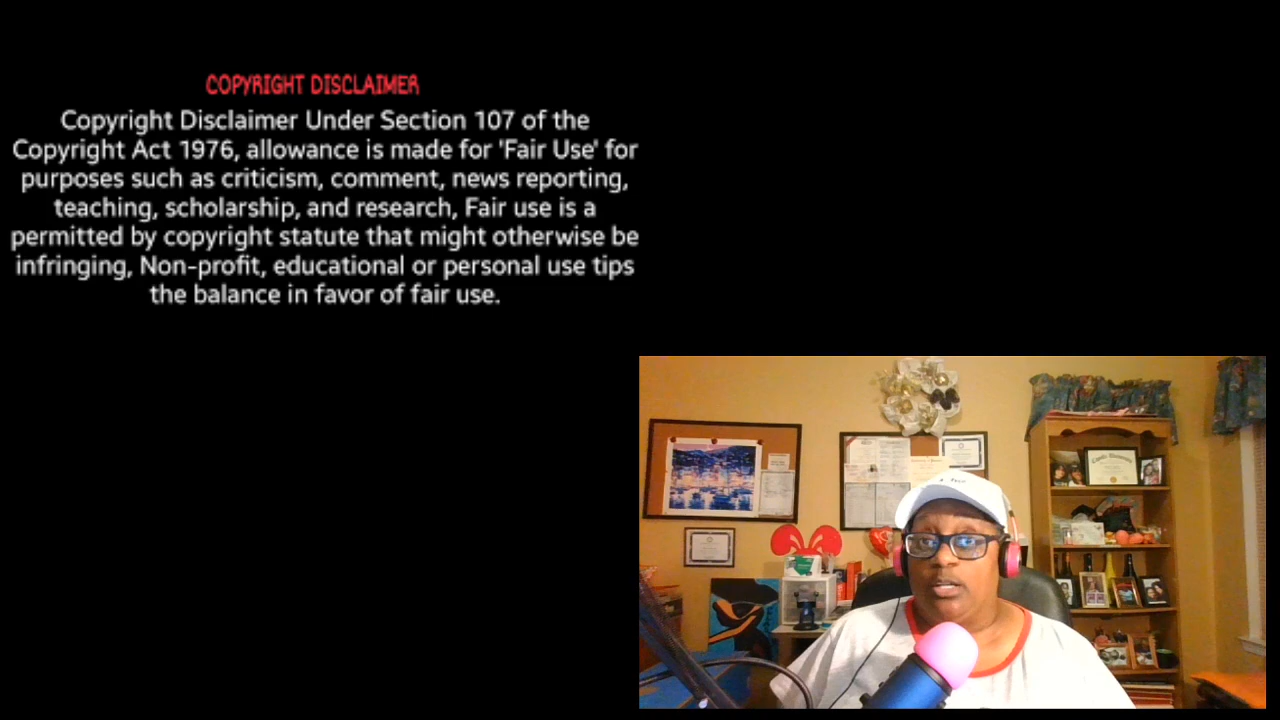 COPYRIGHT DISCLAIMER
Copyright Disclaimer Under Section 107 of the
Copyright Act 1976, allowance is made for 'Fair Use' for
purposes such as criticism, comment, news reporting,
teaching, scholarship, and research, Fair use is a
permitted by copyright statute that might otherwise be
infringing, Non-profit, educational or personal use tips
the balance in favor of fair use.